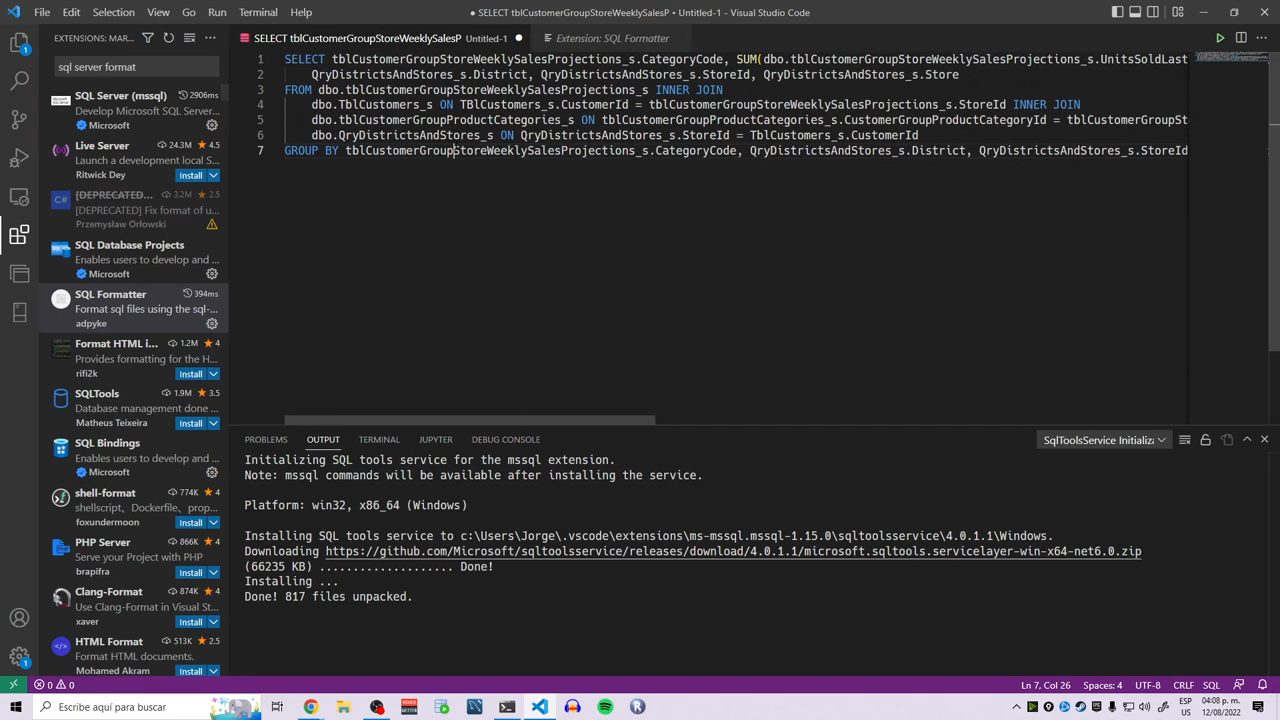 File Edit Selection View Go Run Terminal Help
● SELECT tblCustomerGroupStoreWeeklySalesP • Untitled-1 - Visual Studio Code
EXTENSIONS: MAR...
sql server format
SQL Server (mssql) 2906ms
Develop Microsoft SQL Server...
Microsoft
Live Server 24.3M 4.5
Launch a local development l...
Ritwick Dey Install
[DEPRECATED... 3.2M 2.5
[DEPRECATED] Fix format of u...
Przemysław Orłowski
SQL Database Projects
Enables users to develop and ...
Microsoft
SQL Formatter 394ms
Format sql files using the sql-...
adpyke
Format HTML i... 1.2M 4
Provides formatting for the H...
rifi2k Install
SQLTools 1.9M 3.5
Database management done ...
Matheus Teixeira Install
SQL Bindings
Enables users to develop and ...
Microsoft
shell-format 774K 4
shellscript、Dockerfile、prop...
foxundermoon Install
PHP Server 866K 4
Serve your Project with PHP
brapifra Install
Clang-Format 874K 4
Use Clang-Format in Visual St...
xaver Install
HTML Format 513K 2.5
Format HTML documents.
Mohamed Akram Install
SELECT tblCustomerGroupStoreWeeklySalesP Untitled-1 ●
Extension: SQL Formatter
1 SELECT tblCustomerGroupStoreWeeklySalesProjections_s.CategoryCode, SUM(dbo.tblCustomerGroupStoreWeeklySalesProjections_s.UnitsSoldLast
2 QryDistrictsAndStores_s.District, QryDistrictsAndStores_s.StoreId, QryDistrictsAndStores_s.Store
3 FROM dbo.tblCustomerGroupStoreWeeklySalesProjections_s INNER JOIN
4 dbo.TblCustomers_s ON TBlCustomers_s.CustomerId = tblCustomerGroupStoreWeeklySalesProjections_s.StoreId INNER JOIN
5 dbo.tblCustomerGroupProductCategories_s ON tblCustomerGroupProductCategories_s.CustomerGroupProductCategoryId = tblCustomerGroupSt
6 dbo.QryDistrictsAndStores_s ON QryDistrictsAndStores_s.StoreId = TblCustomers_s.CustomerId
7 GROUP BY tblCustomerGroupStoreWeeklySalesProjections_s.CategoryCode, QryDistrictsAndStores_s.District, QryDistrictsAndStores_s.StoreId
PROBLEMS OUTPUT TERMINAL JUPYTER DEBUG CONSOLE
SqlToolsService Initializa
Initializing SQL tools service for the mssql extension.
Note: mssql commands will be available after installing the service.
Platform: win32, x86_64 (Windows)
Installing SQL tools service to c:\Users\Jorge\.vscode\extensions\ms-mssql.mssql-1.15.0\sqltoolsservice\4.0.1.1\Windows.
Downloading https://github.com/Microsoft/sqltoolsservice/releases/download/4.0.1.1/microsoft.sqltools.servicelayer-win-x64-net6.0.zip
(66235 KB) .................... Done!
Installing ...
Done! 817 files unpacked.
0 0
Ln 7, Col 26 Spaces: 4 UTF-8 CRLF SQL
Escribe aquí para buscar
ESP 04:08 p. m.
US 12/08/2022